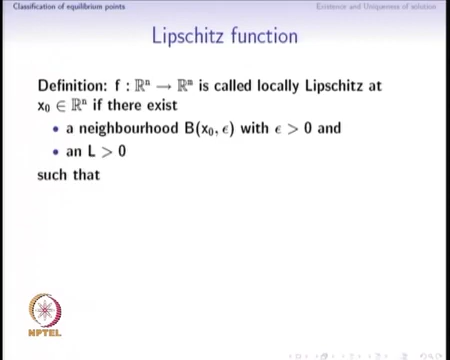 Classification of equilibrium points
Existence and Uniqueness of solution
Lipschitz function
Definition: f : ℝⁿ → ℝⁿ is called locally Lipschitz at
x₀ ∈ ℝⁿ if there exist
• a neighbourhood B(x₀, ϵ) with ϵ > 0 and
• an L > 0
such that
NPTEL